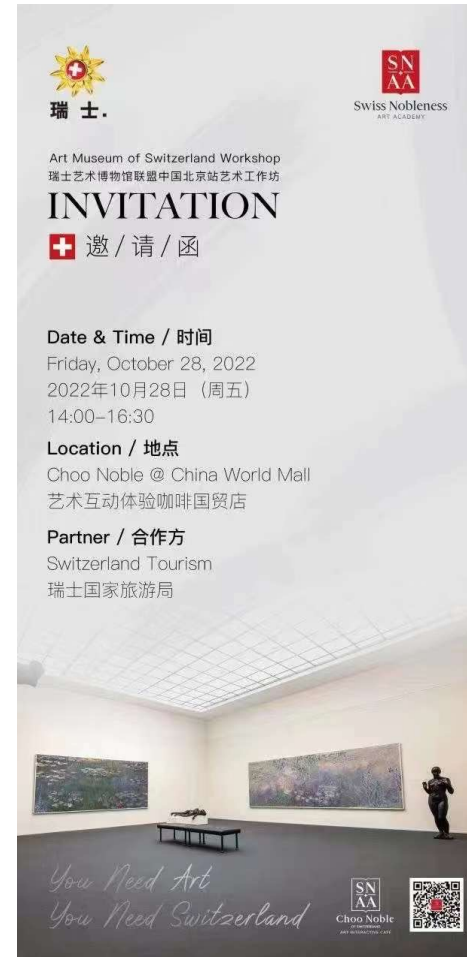 瑞 士.
SN
AA
Swiss Nobleness
ART ACADEMY
Art Museum of Switzerland Workshop
瑞士艺术博物馆联盟中国北京站艺术工作坊
INVITATION
邀/请/函
Date & Time / 时间
Friday, October 28, 2022
2022年10月28日（周五）
14:00-16:30
Location / 地点
Choo Noble @ China World Mall
艺术互动体验咖啡国贸店
Partner / 合作方
Switzerland Tourism
瑞士国家旅游局
You Need Art
You Need Switzerland
SN
AA
Choo Noble
OF SWITZERLAND
ART INTERACTIVE CAFE